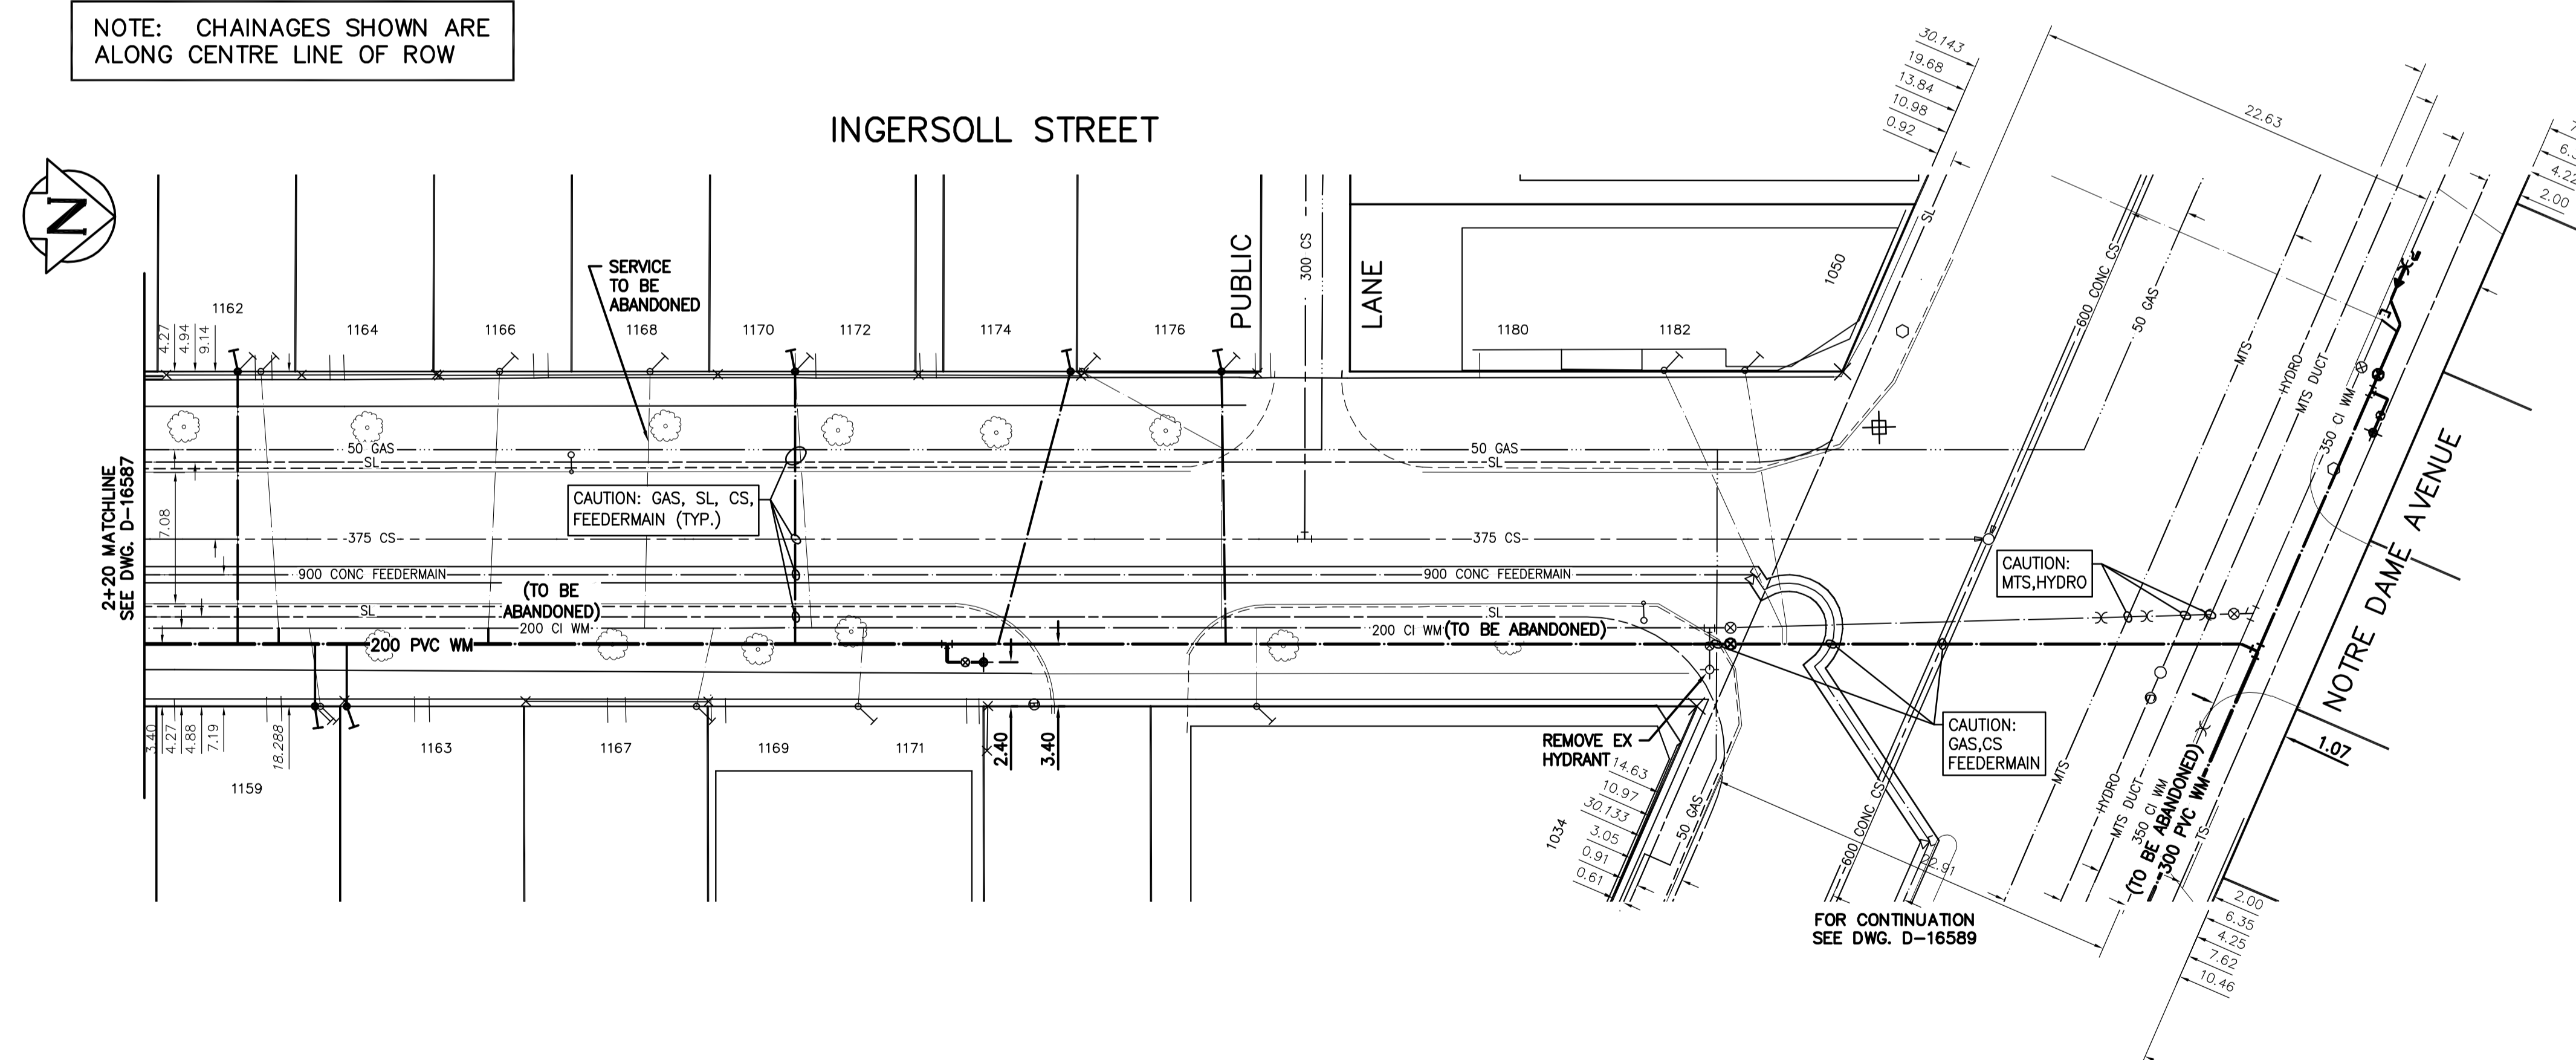 NOTE: CHAINAGES SHOWN ARE
ALONG CENTRE LINE OF ROW
INGERSOLL STREET
N
30.143
19.68
13.84
10.98
0.92
22.63
4.22
2.00
SERVICE
TO BE
ABANDONED
PUBLIC
LANE
300 CS
1162
1164
1166
1168
1170
1172
1174
1176
1180
1182
1050
4.27
4.94
9.14
SL
600 CONC CS
50 GAS
MTS
HYDRO
MTS DUCT
350 CI WM
NOTRE DAME AVENUE
2+20 MATCHLINE
SEE DWG. D-16587
50 GAS
SL
50 GAS
SL
7.08
CAUTION: GAS, SL, CS,
FEEDERMAIN (TYP.)
375 CS
375 CS
900 CONC FEEDERMAIN
900 CONC FEEDERMAIN
(TO BE
ABANDONED)
SL
200 CI WM
SL
200 CI WM
(TO BE ABANDONED)
200 PVC WM
CAUTION:
MTS,HYDRO
CAUTION:
GAS,CS
FEEDERMAIN
REMOVE EX
HYDRANT
3.40
4.27
4.88
7.19
18.288
1159
1163
1167
1169
1171
2.40
3.40
14.63
10.97
30.133
3.05
0.91
0.61
1034
50 GAS
600 CONC CS
22.91
MTS
HYDRO
MTS DUCT
350 CI WM
(TO BE ABANDONED)
300 PVC WM
1.07
FOR CONTINUATION
SEE DWG. D-16589
2.00
6.35
4.25
7.62
10.46